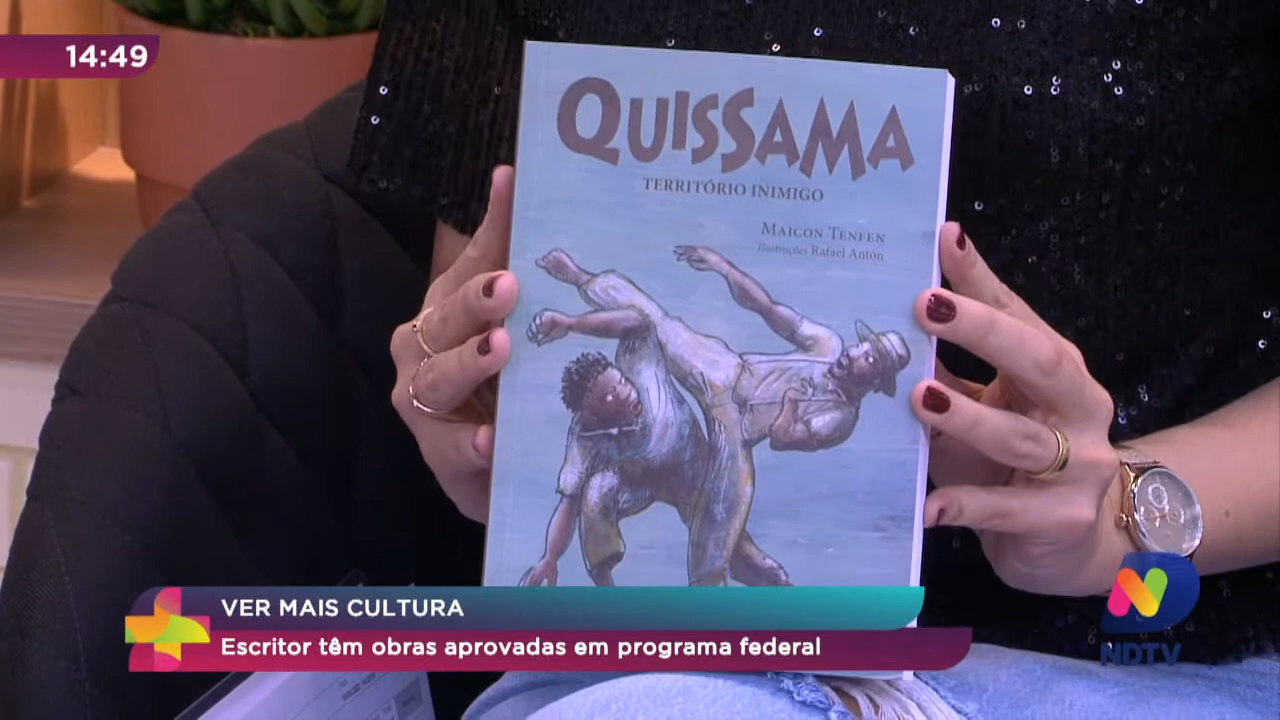 14:49
QUISSAMA
TERRITÓRIO INIMIGO
MAICON TENFEN
Ilustrações Rafael Antón
VER MAIS CULTURA
Escritor têm obras aprovadas em programa federal
N
NDTV